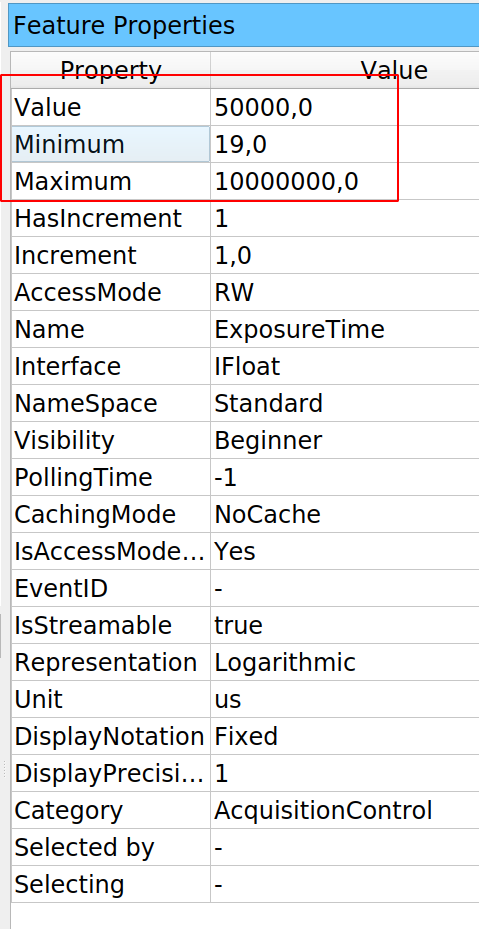 Feature Properties
Property Value
Value 50000,0
Minimum 19,0
Maximum 10000000,0
HasIncrement 1
Increment 1,0
AccessMode RW
Name ExposureTime
Interface IFloat
NameSpace Standard
Visibility Beginner
PollingTime -1
CachingMode NoCache
IsAccessMode... Yes
EventID -
IsStreamable true
Representation Logarithmic
Unit us
DisplayNotation Fixed
DisplayPrecisi... 1
Category AcquisitionControl
Selected by -
Selecting -